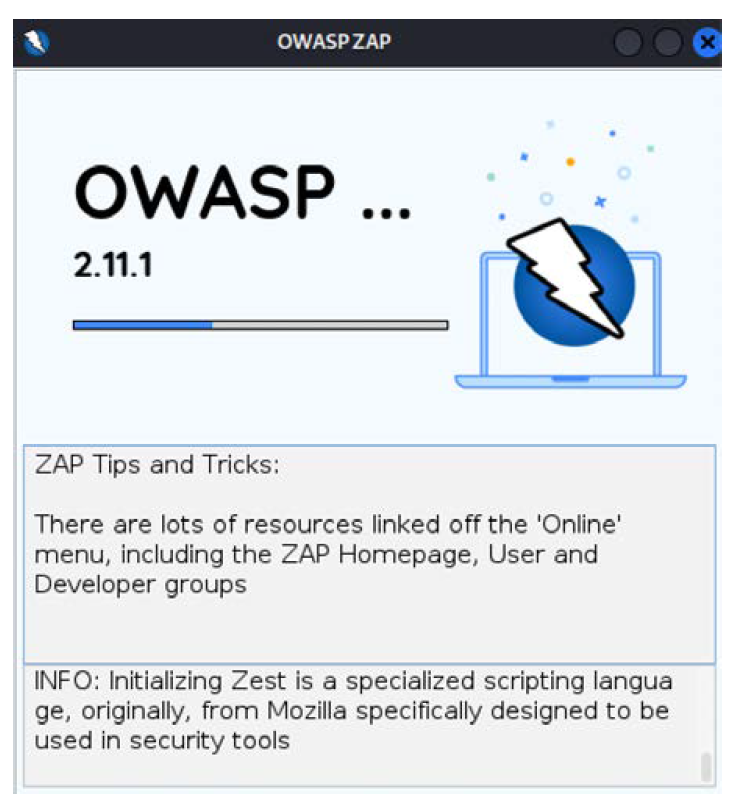 OWASP ZAP
OWASP ...
2.11.1
ZAP Tips and Tricks:
There are lots of resources linked off the 'Online'
menu, including the ZAP Homepage, User and
Developer groups
INFO: Initializing Zest is a specialized scripting langua
ge, originally, from Mozilla specifically designed to be
used in security tools